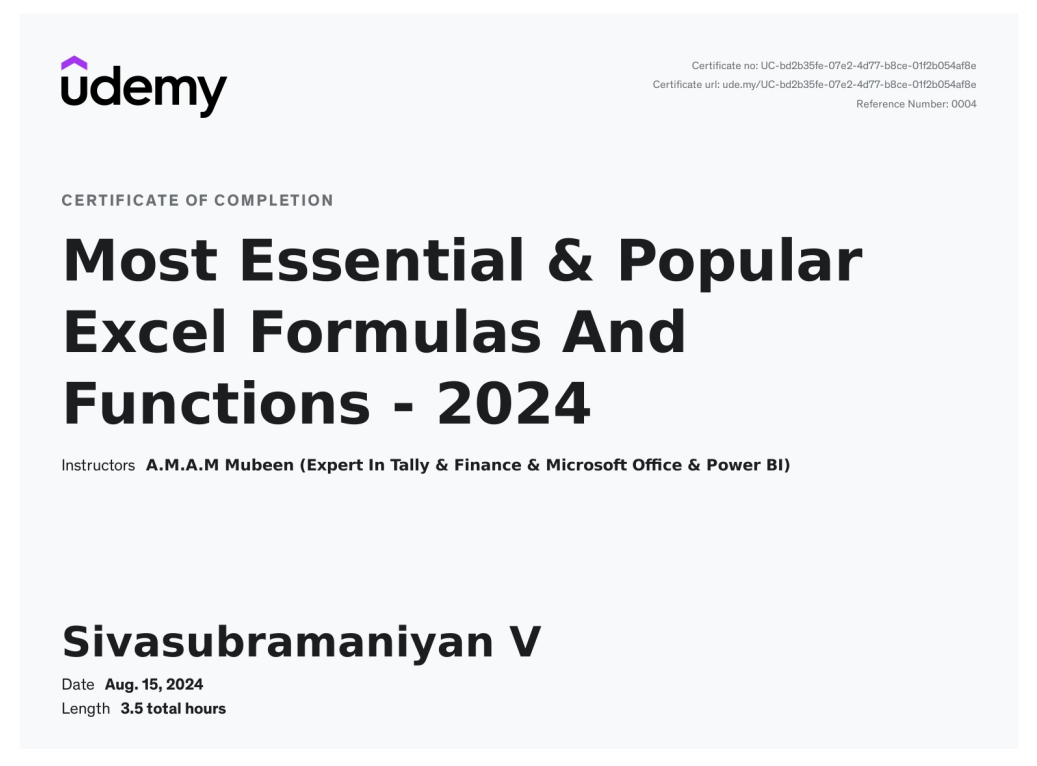 udemy
Certificate no: UC-bd2b35fe-07e2-4d77-b8ce-01f2b054af8e
Certificate url: ude.my/UC-bd2b35fe-07e2-4d77-b8ce-01f2b054af8e
Reference Number: 0004
CERTIFICATE OF COMPLETION
Most Essential & Popular
Excel Formulas And
Functions - 2024
Instructors A.M.A.M Mubeen (Expert In Tally & Finance & Microsoft Office & Power BI)
Sivasubramaniyan V
Date Aug. 15, 2024
Length 3.5 total hours